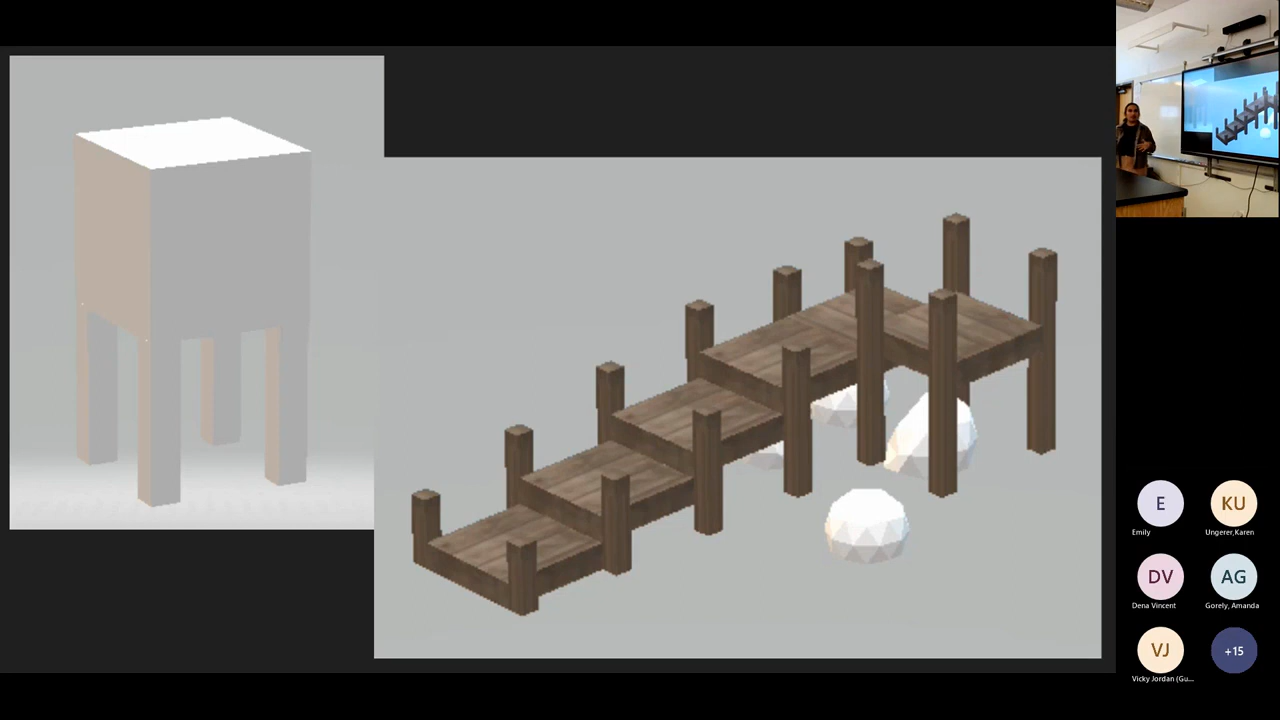 E
KU
Emily
Ungerer,Karen
DV
AG
Dena Vincent
Gorely, Amanda
VJ
+15
Vicky Jordan (Gu...